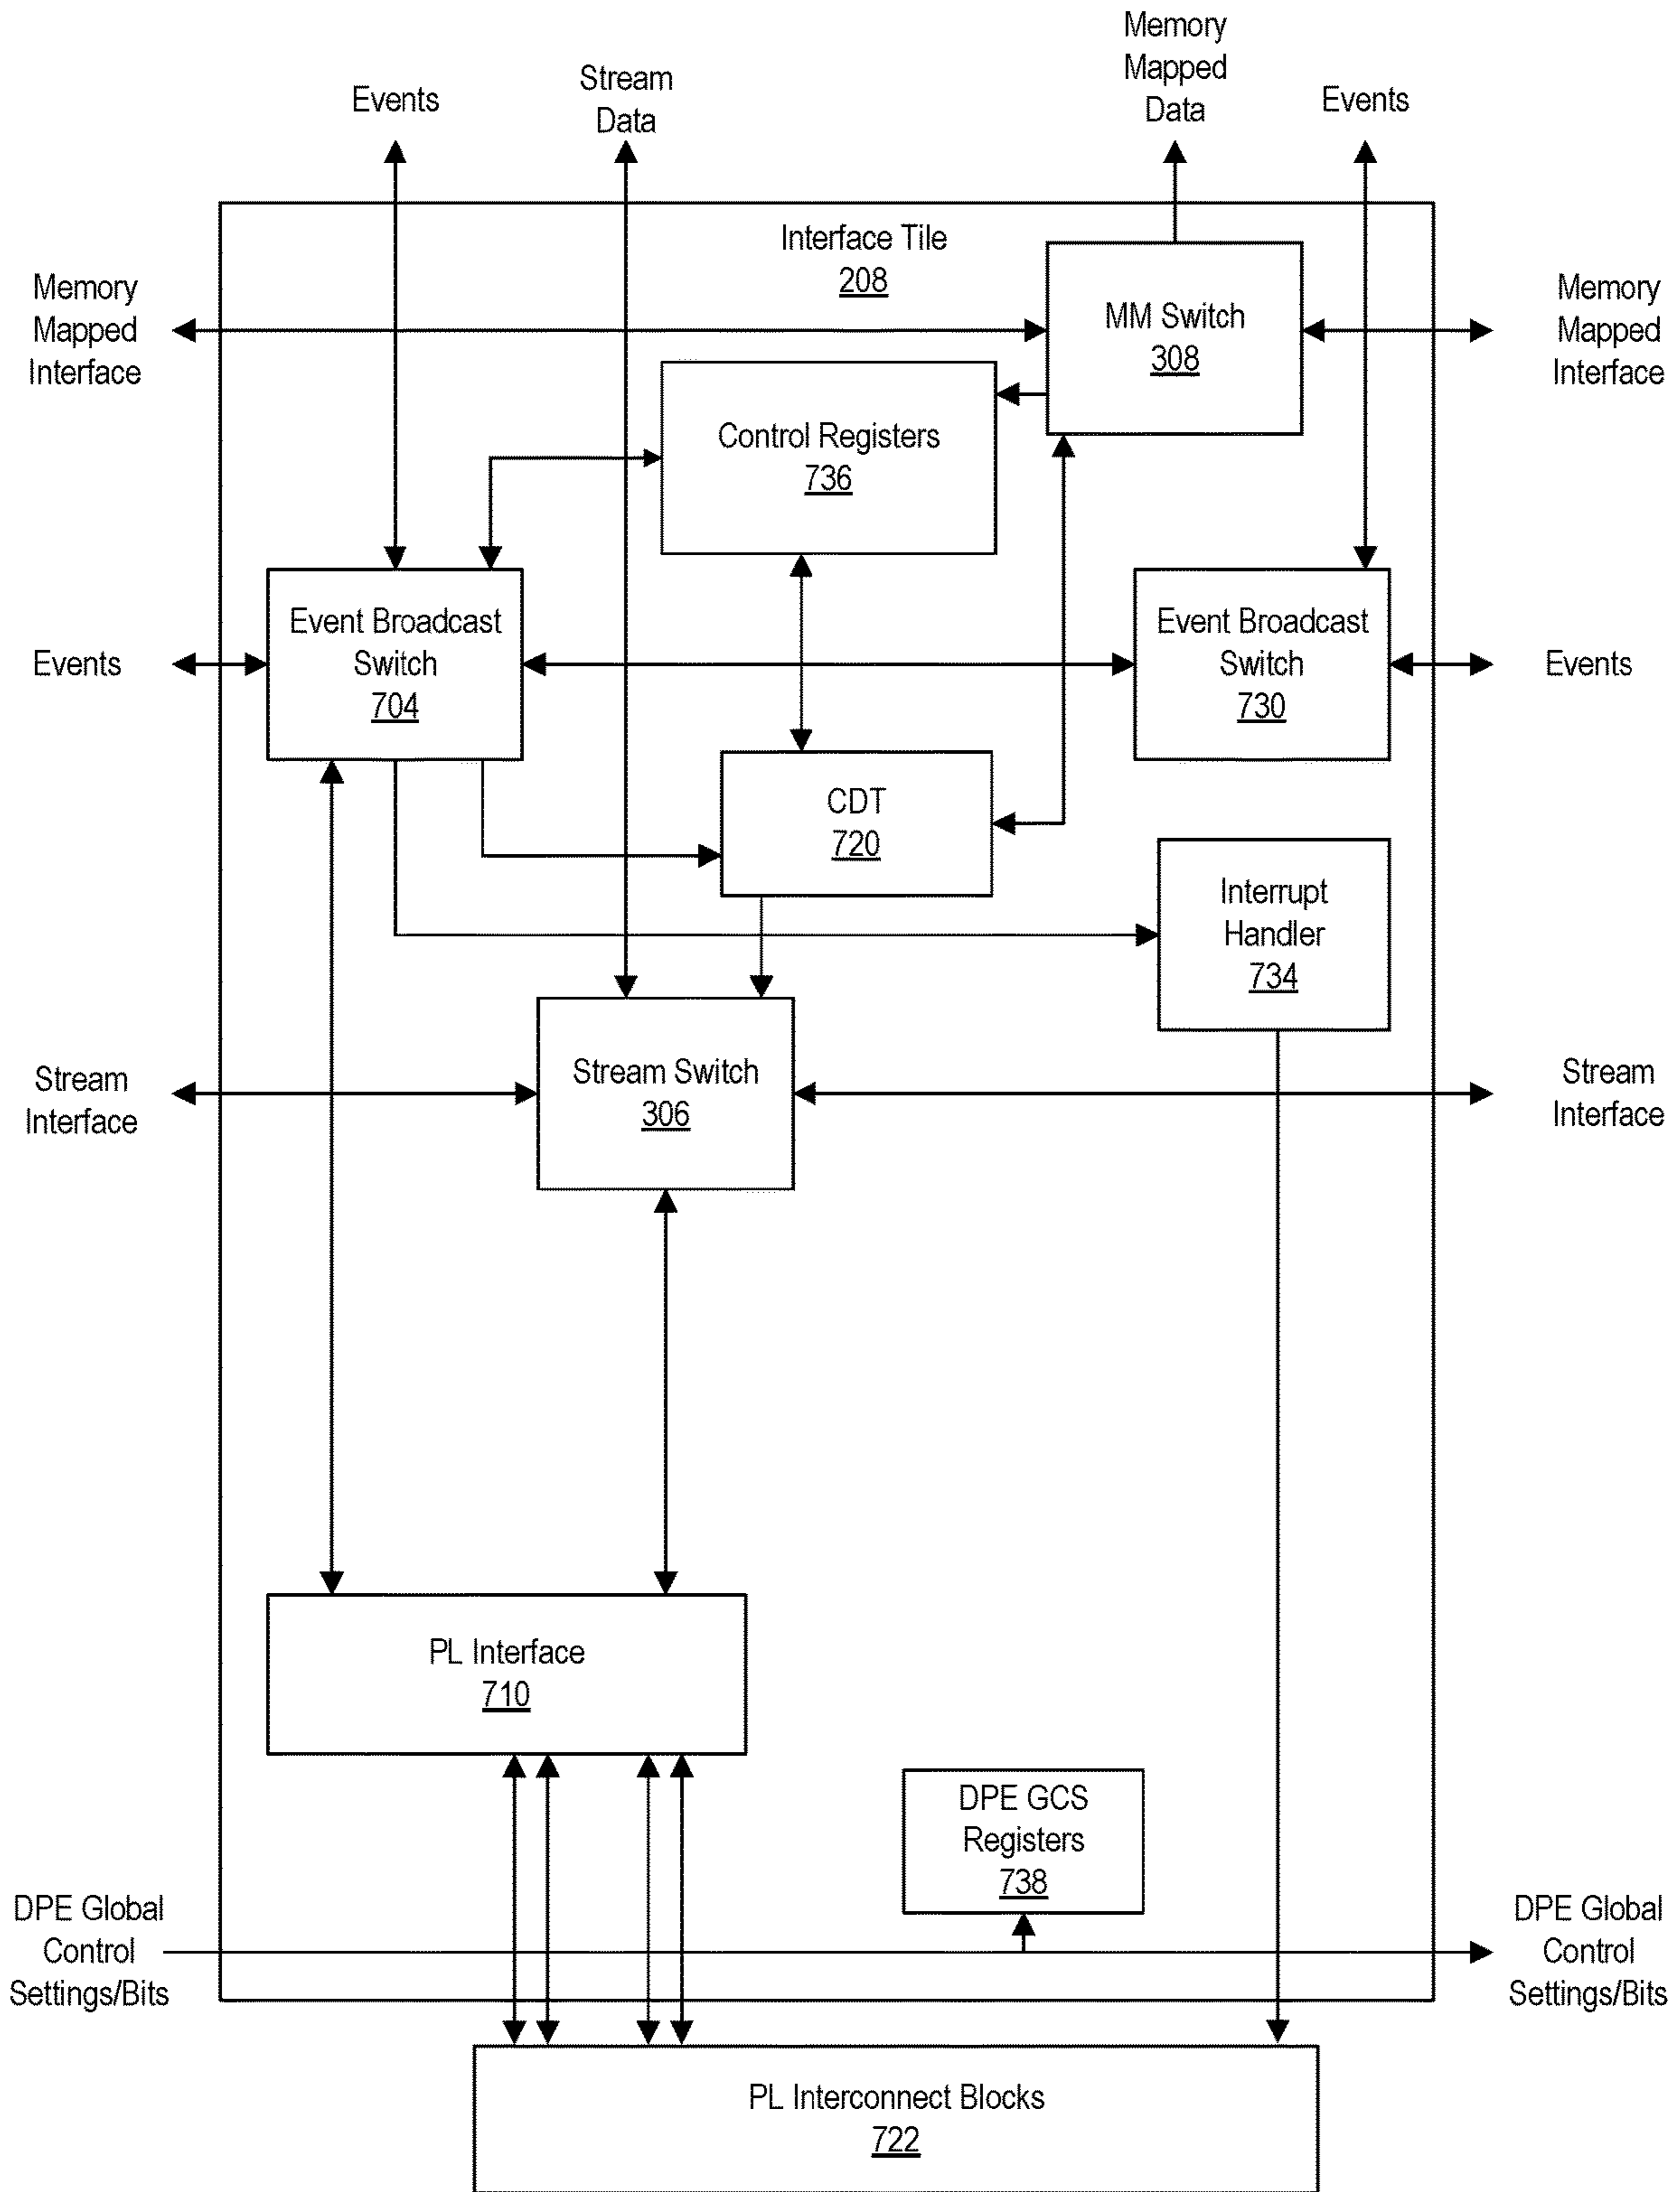 Memory
Mapped
Data
Events
Stream
Data
Events
Interface Tile
208
Memory
Mapped
Interface
MM Switch
308
Memory
Mapped
Interface
Control Registers
736
Events
Event Broadcast
Switch
704
Event Broadcast
Switch
730
Events
CDT
720
Interrupt
Handler
734
Stream
Interface
Stream Switch
306
Stream
Interface
PL Interface
710
DPE GCS
Registers
738
DPE Global
Control
Settings/Bits
DPE Global
Control
Settings/Bits
PL Interconnect Blocks
722